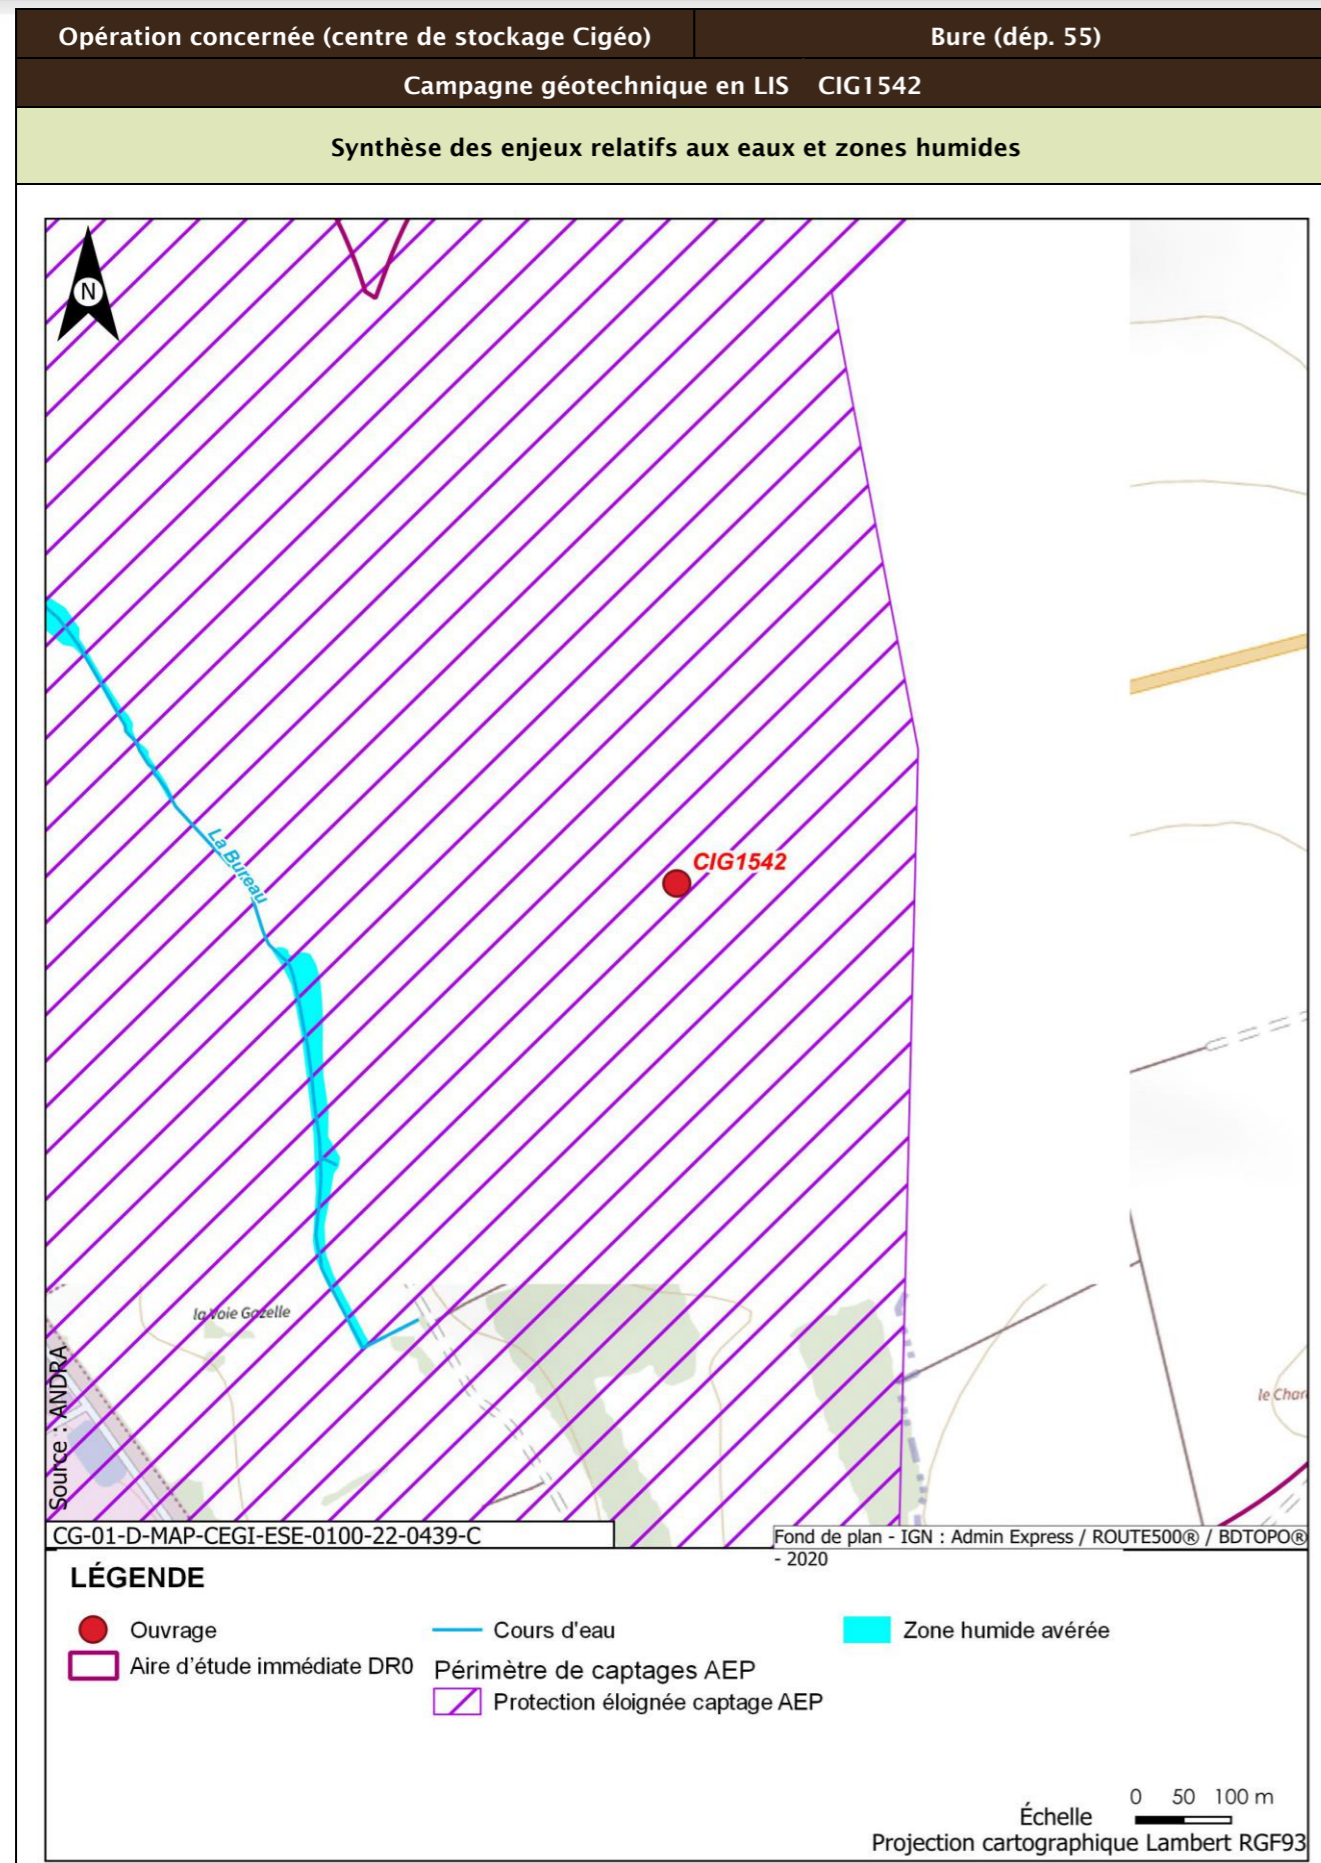 Opération concernée (centre de stockage Cigéo) Bure (dép. 55)
Campagne géotechnique en LIS CIG1542
Synthèse des enjeux relatifs aux eaux et zones humides
N
La Bureau
CIG1542
la Voie Gazelle
le Char
Source : ANDRA
CG-01-D-MAP-CEGI-ESE-0100-22-0439-C
Fond de plan - IGN : Admin Express / ROUTE500® / BDTOPO®
- 2020
LÉGENDE
Ouvrage
Cours d'eau
Zone humide avérée
Aire d'étude immédiate DR0
Périmètre de captages AEP
Protection éloignée captage AEP
Échelle 0 50 100 m
Projection cartographique Lambert RGF93